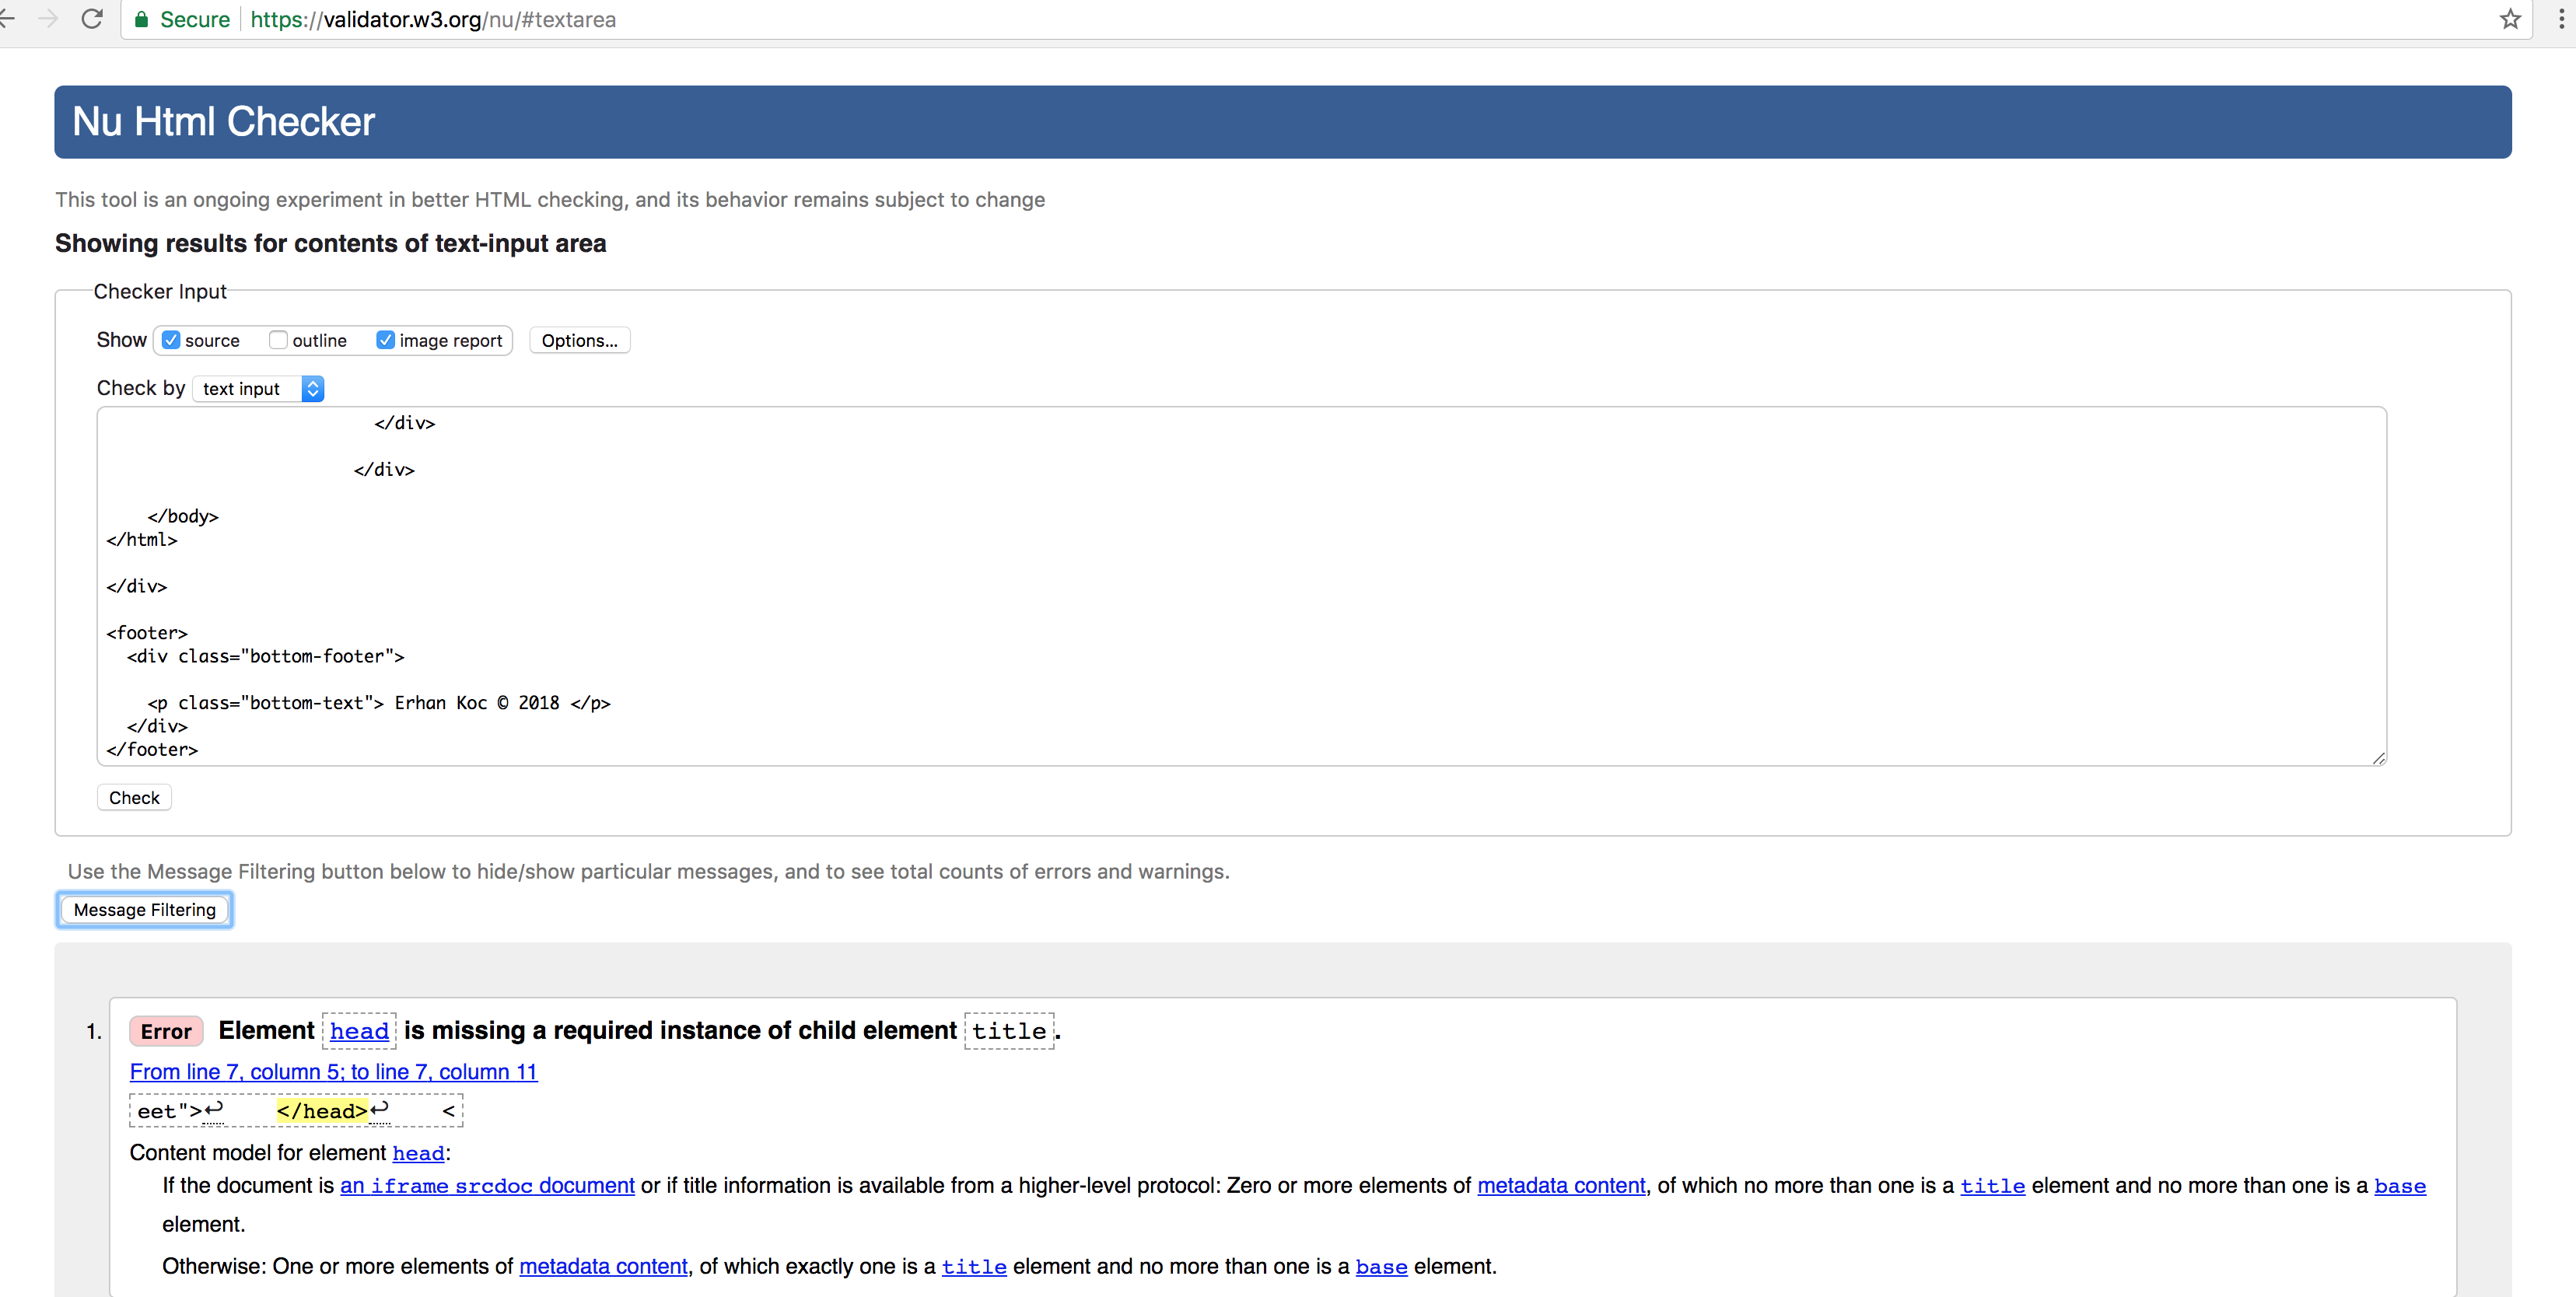 Secure https://validator.w3.org/nu/#textarea
Nu Html Checker
This tool is an ongoing experiment in better HTML checking, and its behavior remains subject to change
Showing results for contents of text-input area
Checker Input
Show source outline image report Options...
Check by text input
</div>
</div>
</body>
</html>
</div>
<footer>
<div class="bottom-footer">
<p class="bottom-text"> Erhan Koc © 2018 </p>
</div>
</footer>
Check
Use the Message Filtering button below to hide/show particular messages, and to see total counts of errors and warnings.
Message Filtering
1. Error Element head is missing a required instance of child element title.
From line 7, column 5; to line 7, column 11
eet">↩ </head>↩ <
Content model for element head:
If the document is an iframe srcdoc document or if title information is available from a higher-level protocol: Zero or more elements of metadata content, of which no more than one is a title element and no more than one is a base
element.
Otherwise: One or more elements of metadata content, of which exactly one is a title element and no more than one is a base element.